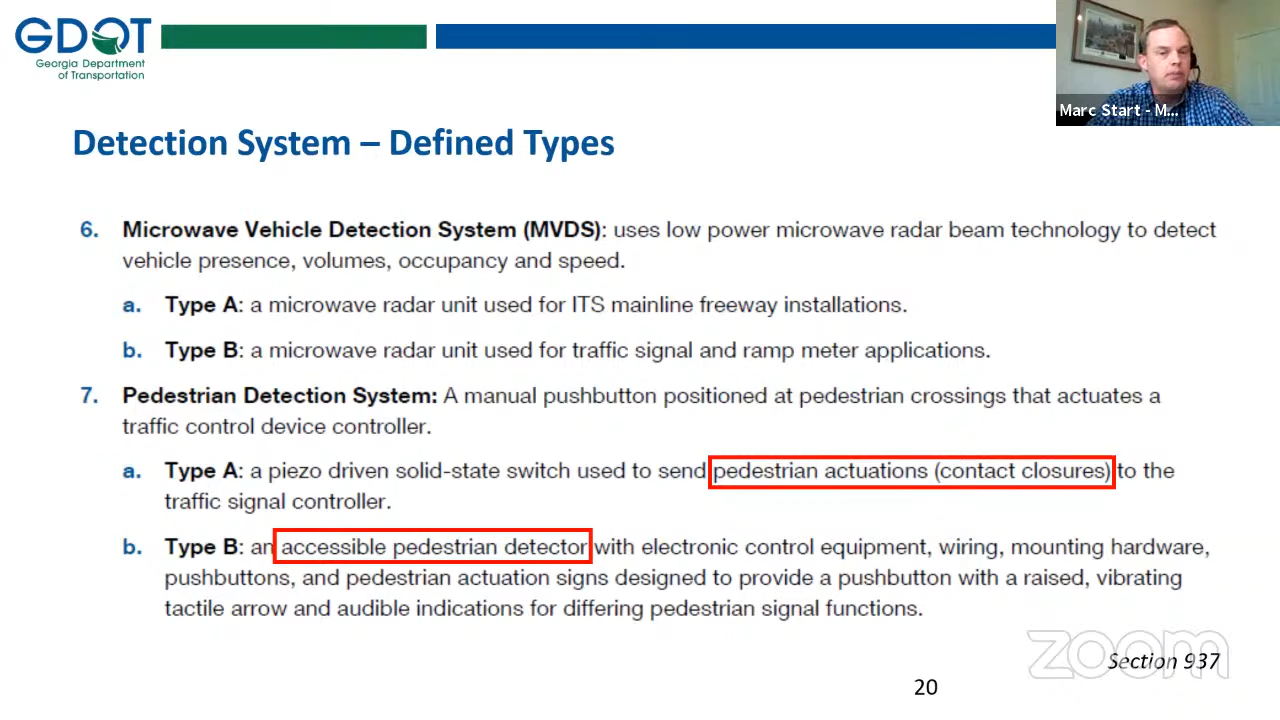 GDOT
Georgia Department
of Transportation
Marc Start - M...
Detection System – Defined Types
6. Microwave Vehicle Detection System (MVDS): uses low power microwave radar beam technology to detect
vehicle presence, volumes, occupancy and speed.
a. Type A: a microwave radar unit used for ITS mainline freeway installations.
b. Type B: a microwave radar unit used for traffic signal and ramp meter applications.
7. Pedestrian Detection System: A manual pushbutton positioned at pedestrian crossings that actuates a
traffic control device controller.
a. Type A: a piezo driven solid-state switch used to send pedestrian actuations (contact closures) to the
traffic signal controller.
b. Type B: an accessible pedestrian detector with electronic control equipment, wiring, mounting hardware,
pushbuttons, and pedestrian actuation signs designed to provide a pushbutton with a raised, vibrating
tactile arrow and audible indications for differing pedestrian signal functions.
zoom
Section 937
20